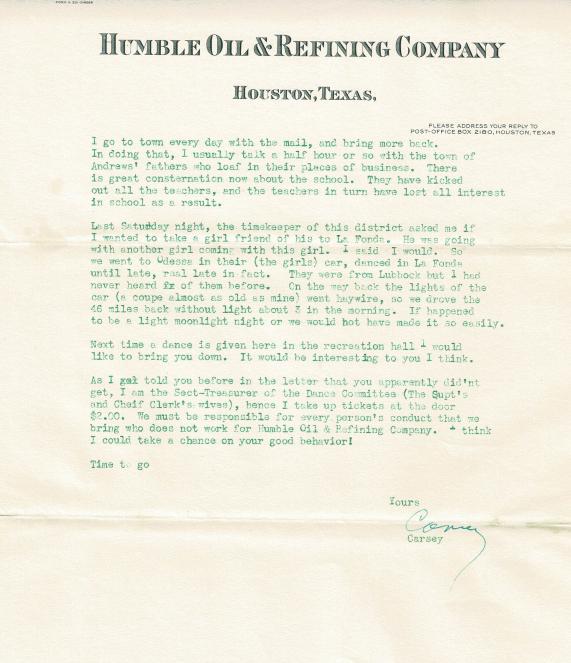 HUMBLE OIL & REFINING COMPANY
HOUSTON, TEXAS.
PLEASE ADDRESS YOUR REPLY TO
POST-OFFICE BOX 2180, HOUSTON, TEXAS
I go to town every day with the mail, and bring more back.
In doing that, I usually talk a half hour or so with the town of
Andrews' fathers who loaf in their places of business. There
is great consternation now about the school. They have kicked
out all the teachers, and the teachers in turn have lost all interest
in school as a result.
Last Saturday night, the timekeeper of this district asked me if
I wanted to take a girl friend of his to La Fonda. He was going
with another girl coming with this girl. I said I would. So
we went to Odessa in their (the girls) car, danced in La Fonda
until late, real late in fact. They were from Lubbock but I had
never heard fx of them before. On the way back the lights of the
car (a coupe almost as old as mine) went haywire, so we drove the
46 miles back without light about 3 in the morning. If happened
to be a light moonlight night or we would hot have made it so easily.
Next time a dance is given here in the recreation hall I would
like to bring you down. It would be interesting to you I think.
As I told you before in the letter that you apparently did'nt
get, I am the Sect-Treasurer of the Dance Committee (The Supt's
and Cheif Clerk's wives), hence I take up tickets at the door
$2.00. We must be responsible for every person's conduct that we
bring who does not work for Humble Oil & Refining Company. I think
I could take a chance on your good behavior!
Time to go
Yours
Carsey
Carsey